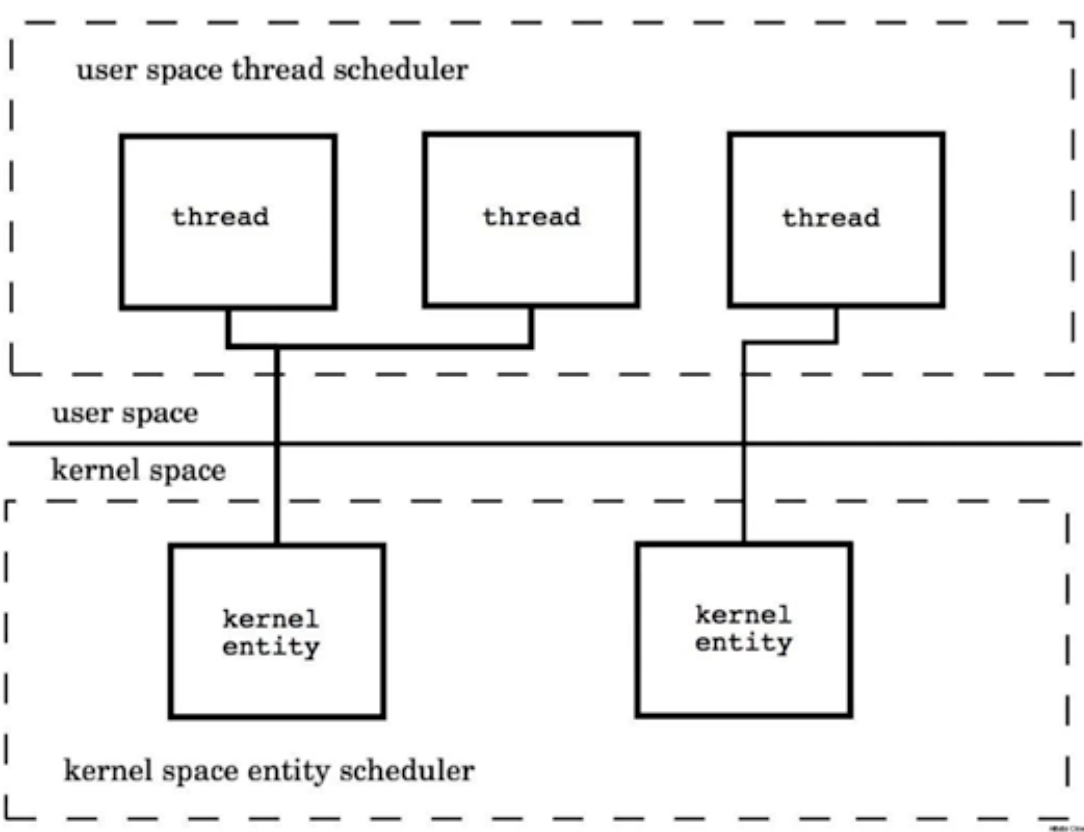 user space thread scheduler
thread
thread
thread
user space
kernel space
kernel
entity
kernel
entity
kernel space entity scheduler